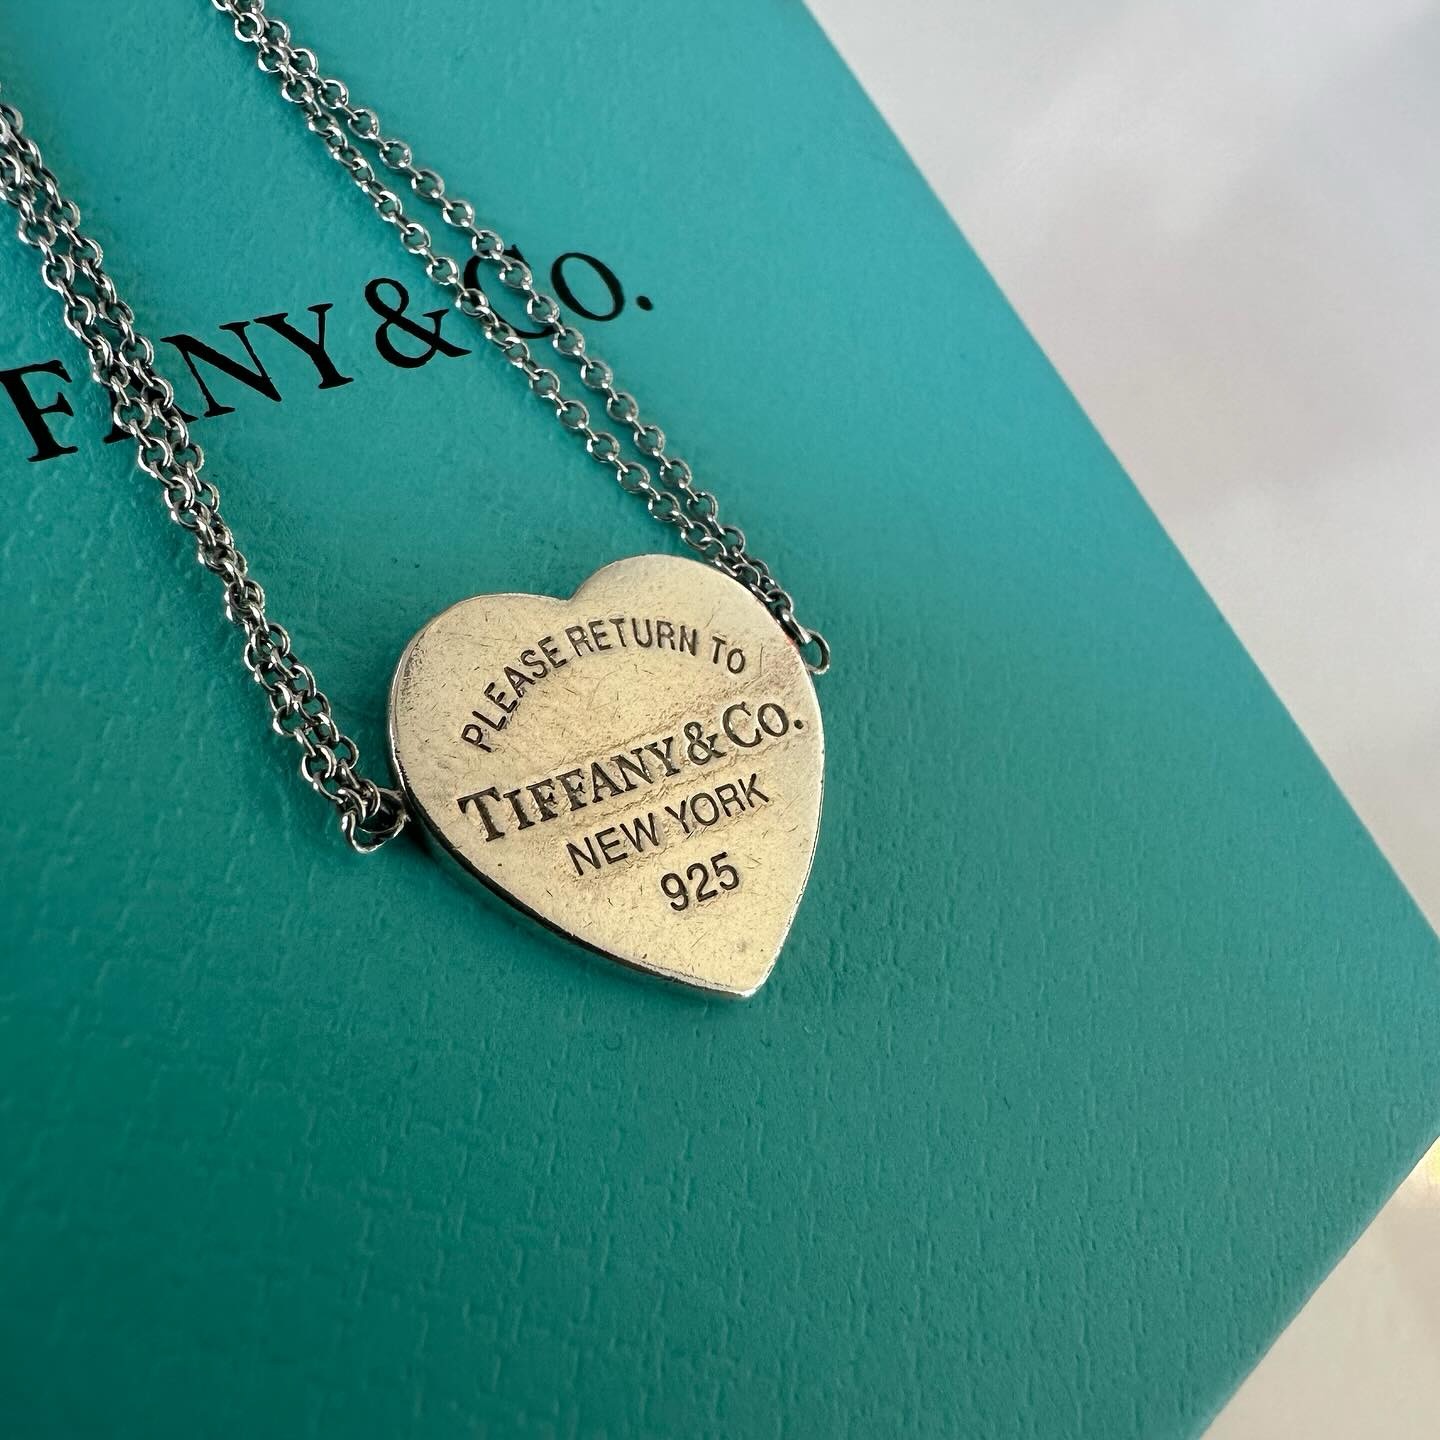 FANY & Co.
PLEASE RETURN TO
TIFFANY & Co.
NEW YORK
925